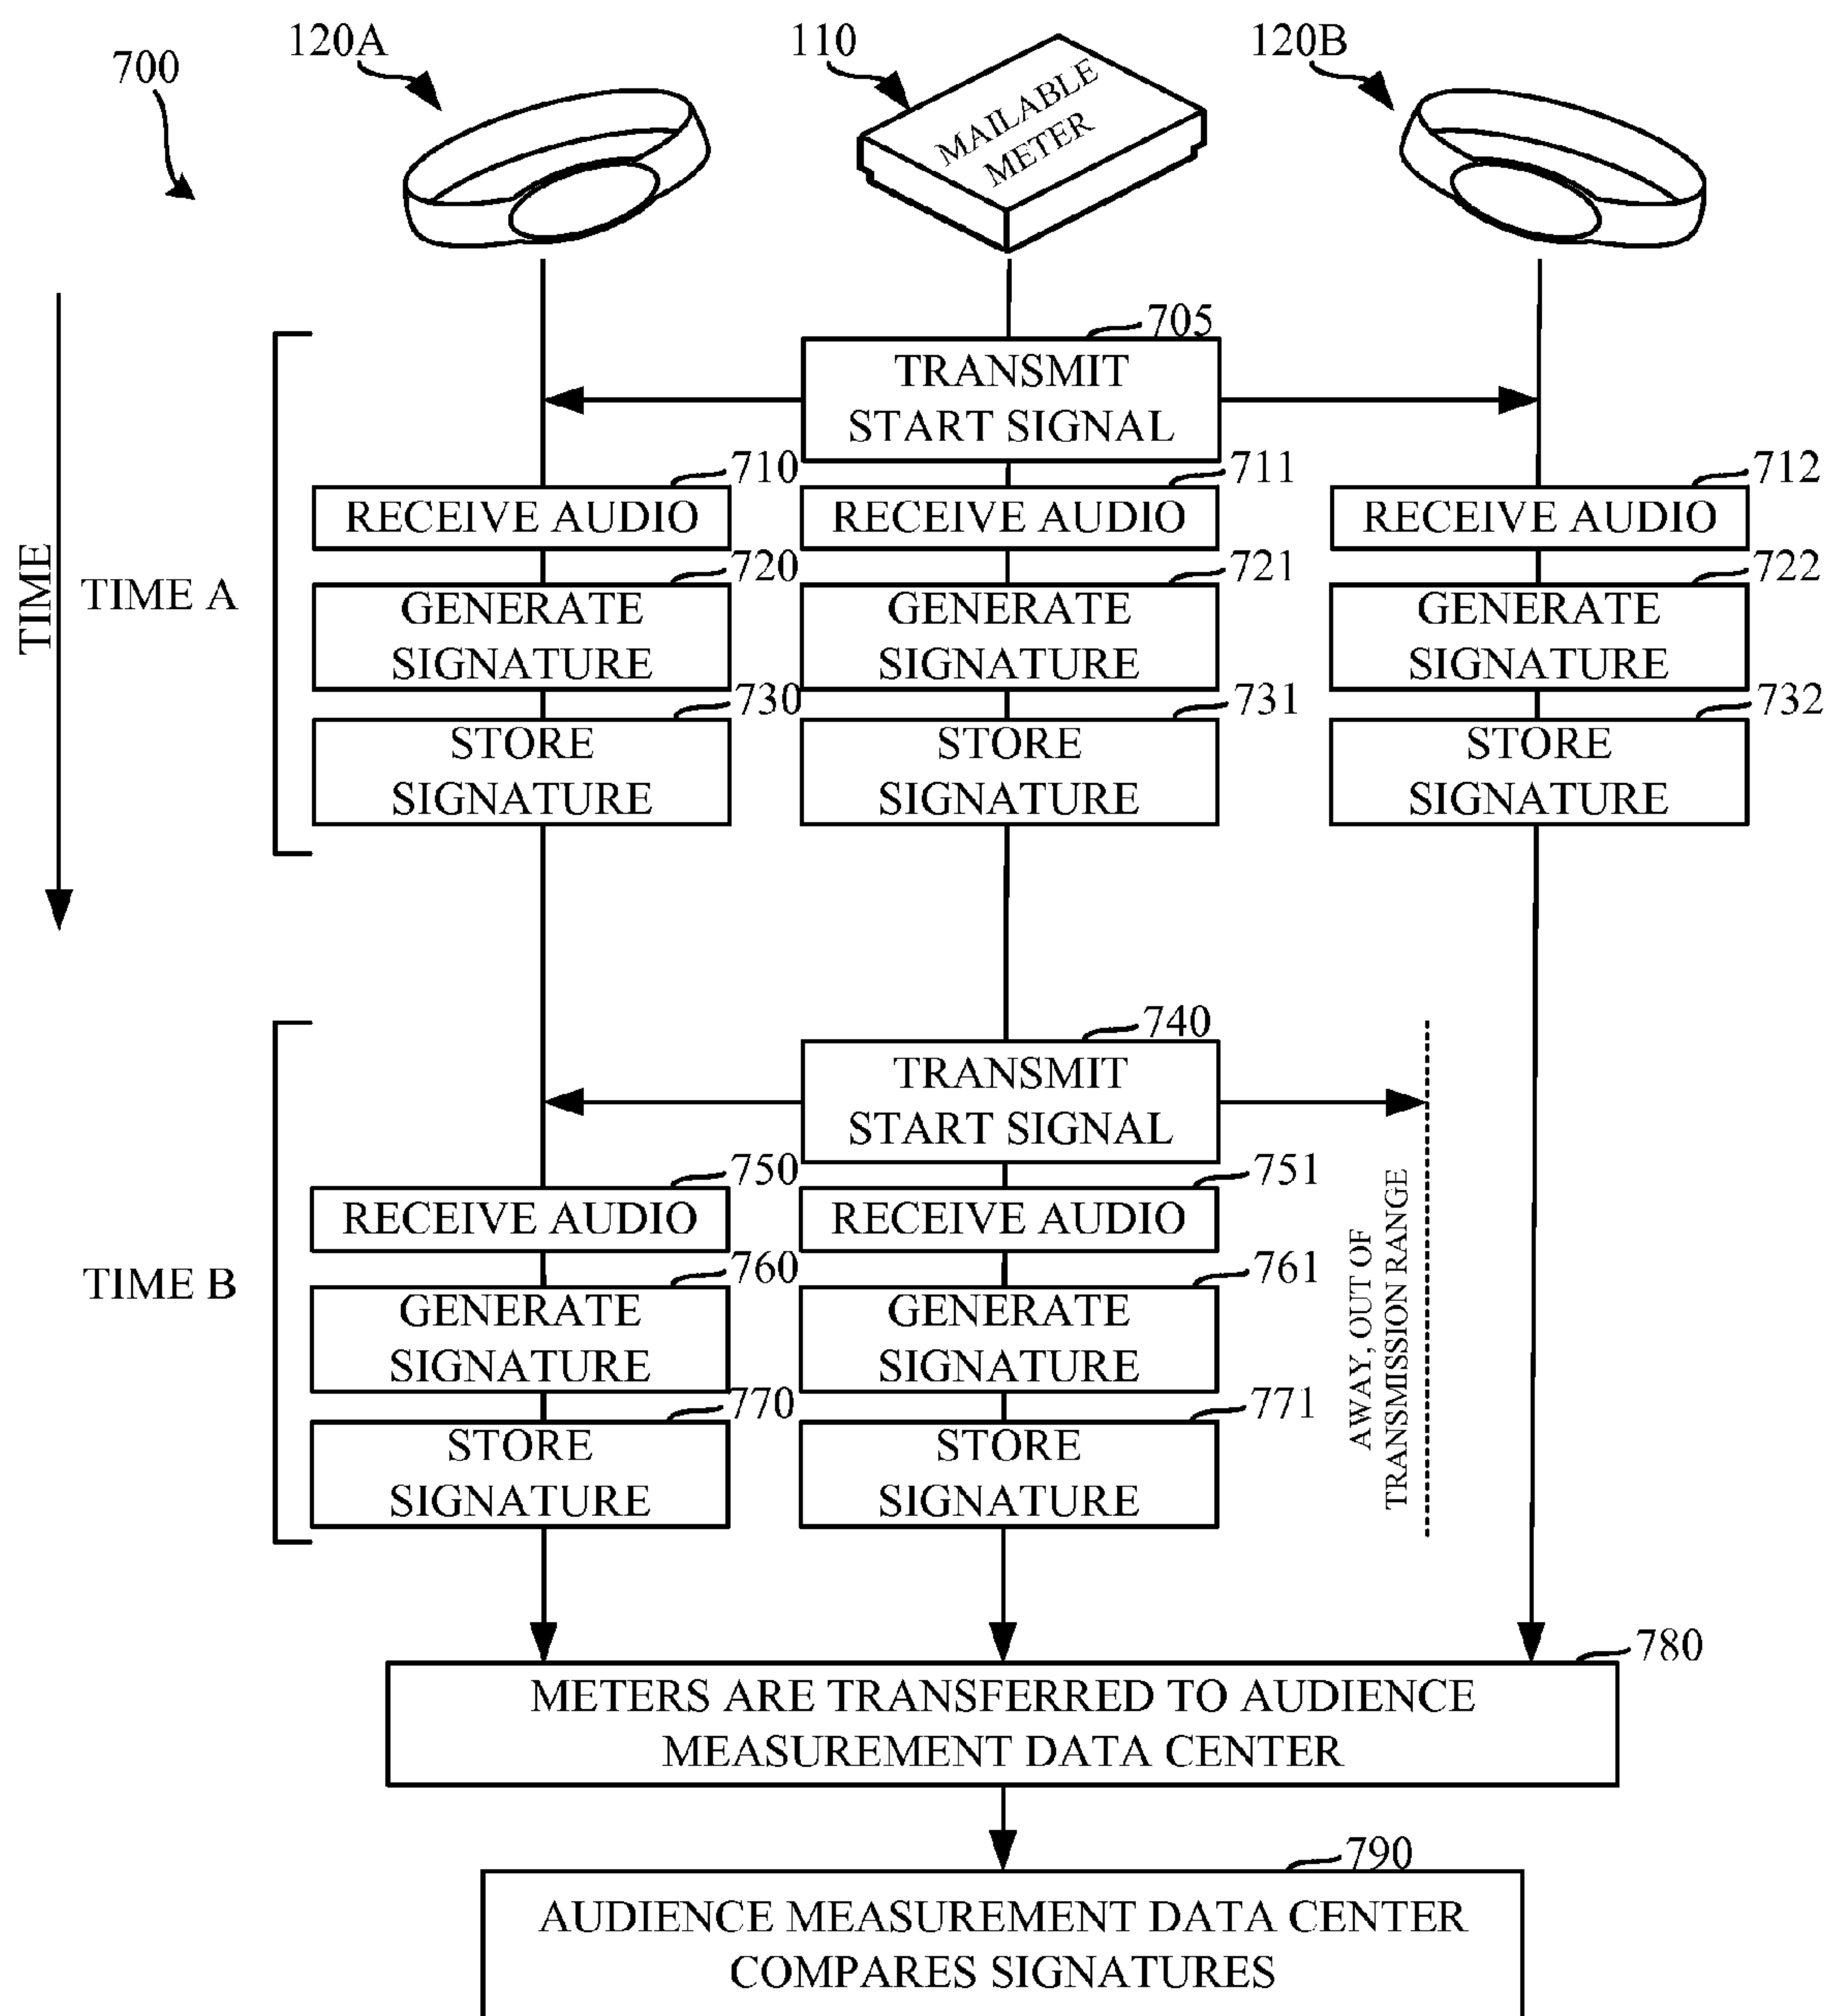 700
120A
110
120B
MAILABLE
METER
TIME
TIME A
705
TRANSMIT
START SIGNAL
710
711
712
RECEIVE AUDIO
RECEIVE AUDIO
RECEIVE AUDIO
720
721
722
GENERATE
SIGNATURE
GENERATE
SIGNATURE
GENERATE
SIGNATURE
730
731
732
STORE
SIGNATURE
STORE
SIGNATURE
STORE
SIGNATURE
TIME B
740
TRANSMIT
START SIGNAL
750
751
RECEIVE AUDIO
RECEIVE AUDIO
760
761
GENERATE
SIGNATURE
GENERATE
SIGNATURE
770
771
STORE
SIGNATURE
STORE
SIGNATURE
AWAY, OUT OF
TRANSMISSION RANGE
780
METERS ARE TRANSFERRED TO AUDIENCE
MEASUREMENT DATA CENTER
790
AUDIENCE MEASUREMENT DATA CENTER
COMPARES SIGNATURES